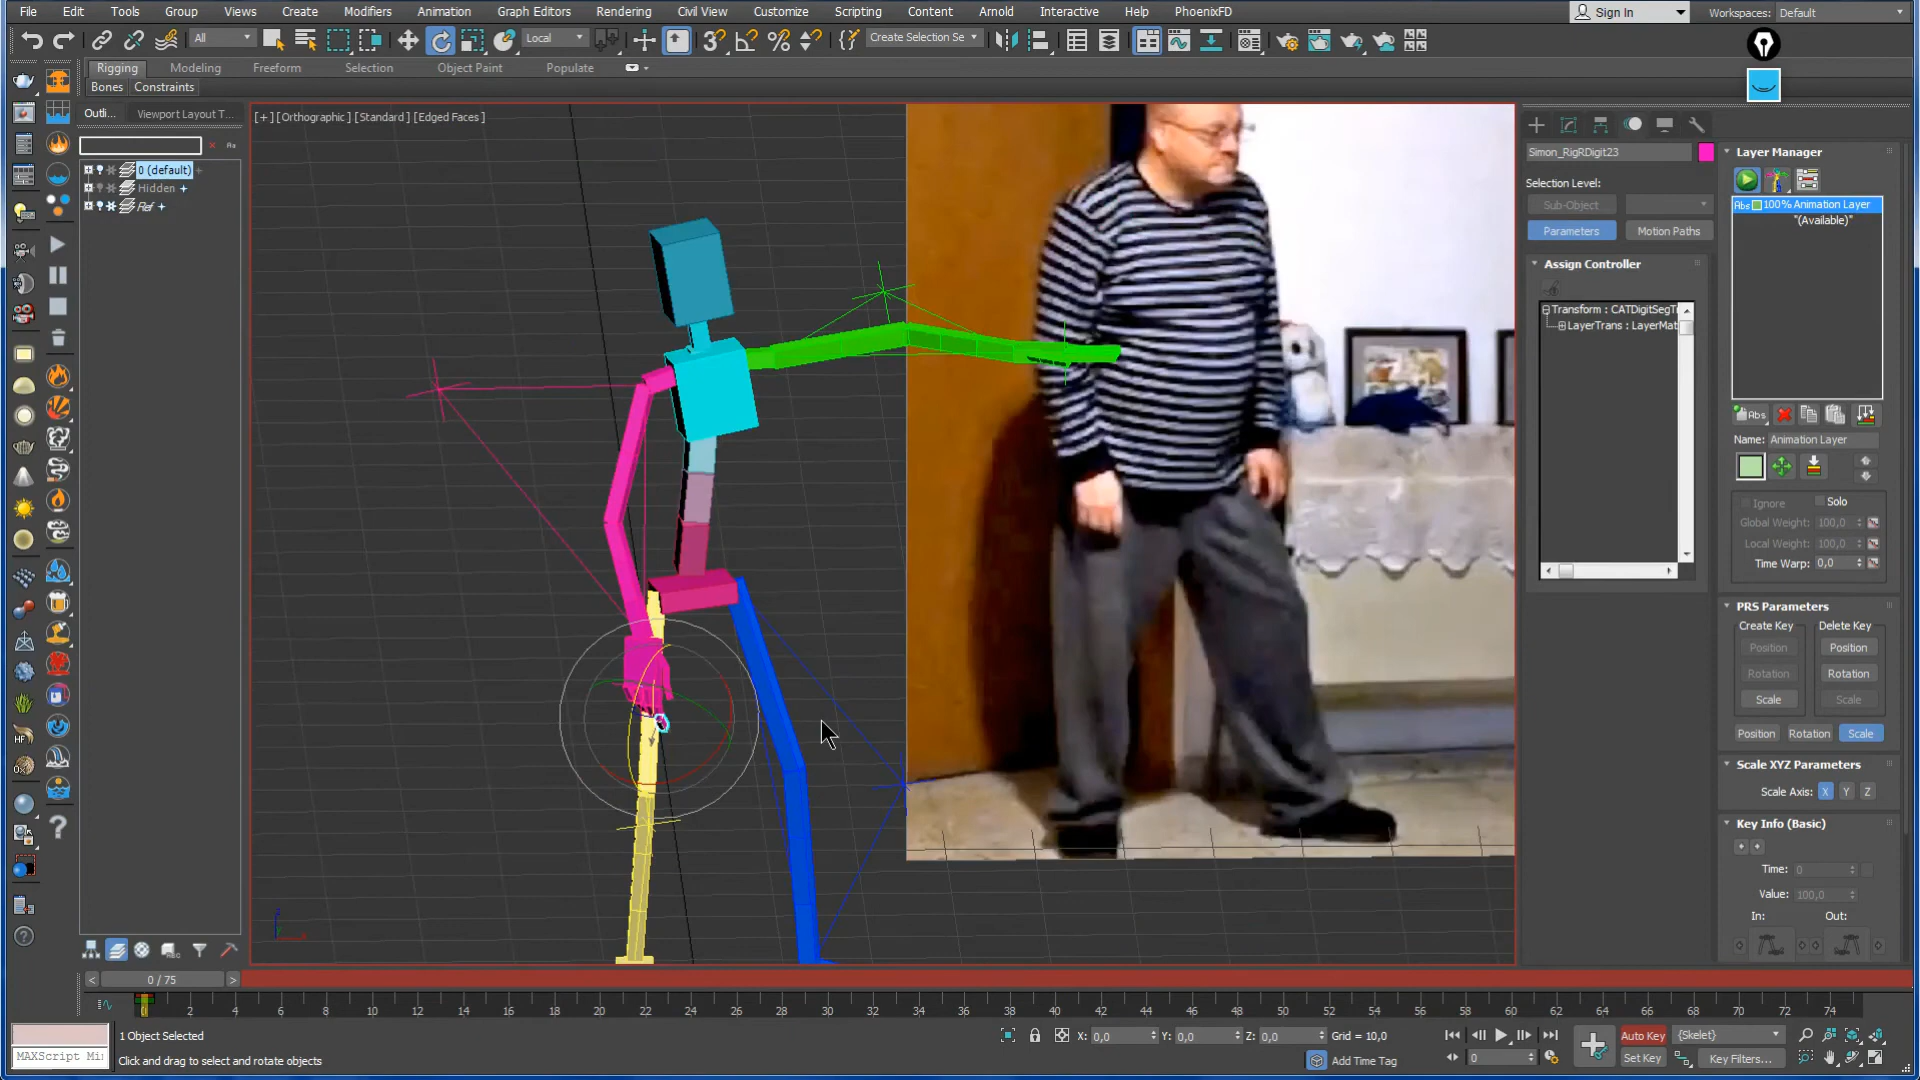 File Edit Tools Group Views Create Modifiers Animation Graph Editors Rendering Civil View Customize Scripting Content Arnold Interactive Help PhoenixFD Sign In Workspaces: Default
All Local Create Selection Se
Rigging Modeling Freeform Selection Object Paint Populate
Bones Constraints
Outli... Viewport Layout T...
[+] [Orthographic] [Standard] [Edged Faces]
0 (default)
Hidden
Ref
Simon_RigRDigit23
Selection Level:
Sub-Object
Parameters Motion Paths
Assign Controller
Transform : CATDigitSegTr
LayerTrans : LayerMat
Layer Manager
Abs 100% Animation Layer
"(Available)"
Abs
Name: Animation Layer
Ignore Solo
Global Weight: 100,0
Local Weight: 100,0
Time Warp: 0,0
PRS Parameters
Create Key Delete Key
Position Position
Rotation Rotation
Scale Scale
Position Rotation Scale
Scale XYZ Parameters
Scale Axis: X Y Z
Key Info (Basic)
Time: 0
Value: 100,0
In: Out:
HF
< 0 / 75 >
0 2 4 6 8 10 12 14 16 18 20 22 24 26 28 30 32 34 36 38 40 42 44 46 48 50 52 54 56 58 60 62 64 66 68 70 72 74
1 Object Selected X: 0,0 Y: 0,0 Z: 0,0 Grid = 10,0 Auto Key {Skelet}
MAXScript Mi: Click and drag to select and rotate objects Add Time Tag 0 Set Key Key Filters...